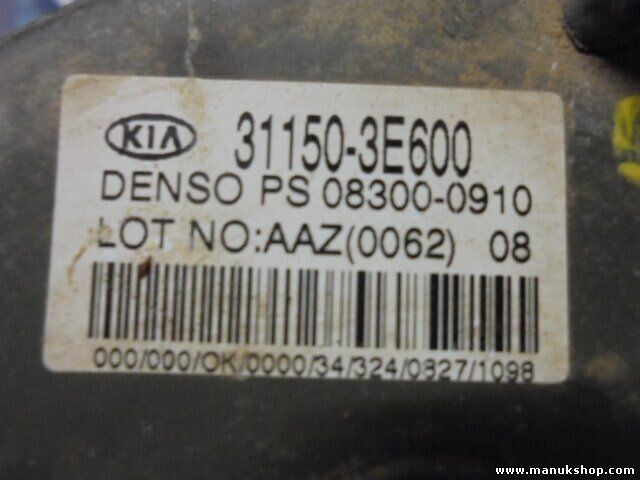 KIA 31150-3E600
DENSO PS 08300-0910
LOT NO:AAZ(0062) 08
000/000/OK/0000/34/324/0827/1098
www.manukshop.com